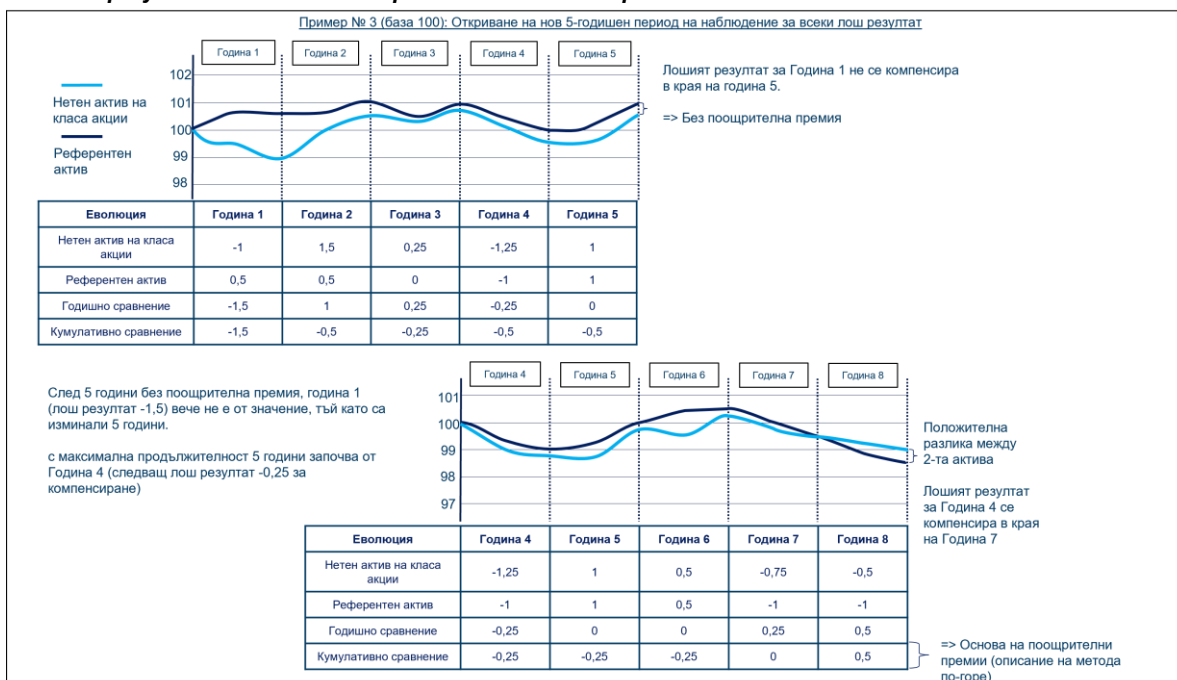 Пример № 3 (база 100): Откриване на нов 5-годишен период на наблюдение за всеки лош резултат
Година 1 Година 2 Година 3 Година 4 Година 5
102
101
100
99
98
Нетен актив на
класа акции
Референтен
актив
Лошият резултат за Година 1 не се компенсира
в края на година 5.
=> Без поощрителна премия
Еволюция Година 1 Година 2 Година 3 Година 4 Година 5
Нетен актив на класа
акции -1 1,5 0,25 -1,25 1
Референтен актив 0,5 0,5 0 -1 1
Годишно сравнение -1,5 1 0,25 -0,25 0
Кумулативно сравнение -1,5 -0,5 -0,25 -0,5 -0,5
След 5 години без поощрителна премия, година 1
(лош резултат -1,5) вече не е от значение, тъй като са
изминали 5 години.
с максимална продължителност 5 години започва от
Година 4 (следващ лош резултат -0,25 за
компенсиране)
Година 4 Година 5 Година 6 Година 7 Година 8
101
100
99
98
97
Положителна
разлика между
2-та актива
Лошият резултат
за Година 4 се
компенсира в края
на Година 7
Еволюция Година 4 Година 5 Година 6 Година 7 Година 8
Нетен актив на класа
акции -1,25 1 0,5 -0,75 -0,5
Референтен актив -1 1 0,5 -1 -1
Годишно сравнение -0,25 0 0 0,25 0,5
Кумулативно сравнение -0,25 -0,25 -0,25 0 0,5
=> Основа на поощрителни
премии (описание на метода
по-горе)